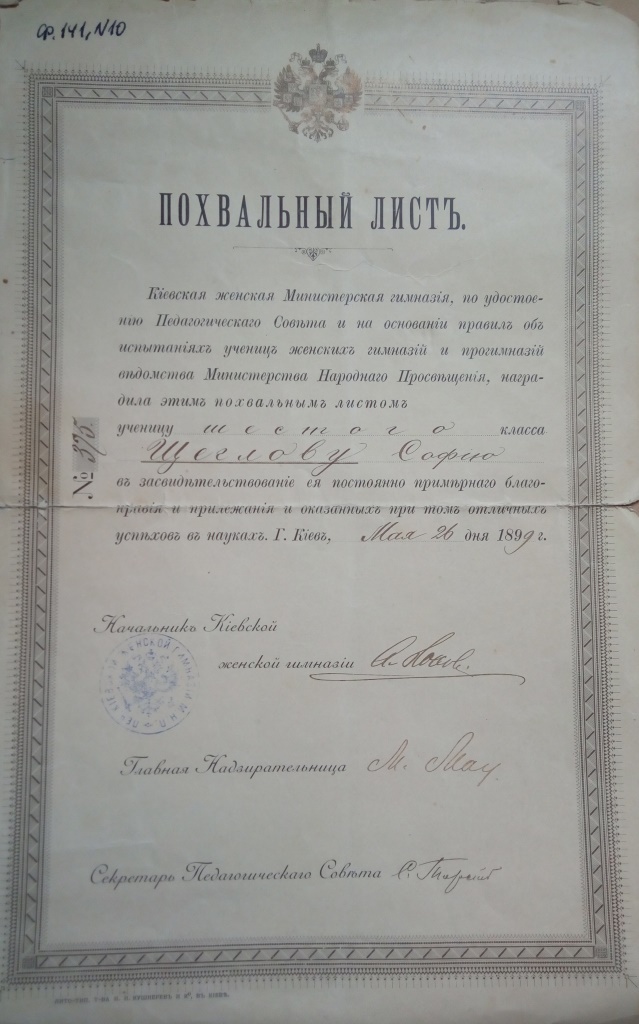 Ф. 141, N10
ПОХВАЛЬНЫЙ ЛИСТЪ.
Кіевская женская Министерская гимназія, по удостое-
нію Педагогическаго Совѣта и на основаніи правилъ объ
испытаніяхъ ученицъ женскихъ гимназій и прогимназій
вѣдомства Министерства Народнаго Просвѣщенія, награ-
дила этимъ похвальнымъ листомъ
ученицу шестого класса
Щеглову Софію
въ засвидѣтельствованіе ея постоянно примѣрнаго благо-
нравія и прилежанія и оказанныхъ при томъ отличныхъ
успѣховъ въ наукахъ. Г. Кіевъ, Мая 26 дня 1899 г.
№ 375.
Начальникъ Кіевской
женской гимназіи
Главная Надзирательница М.
Секретарь Педагогическаго Совѣта С.